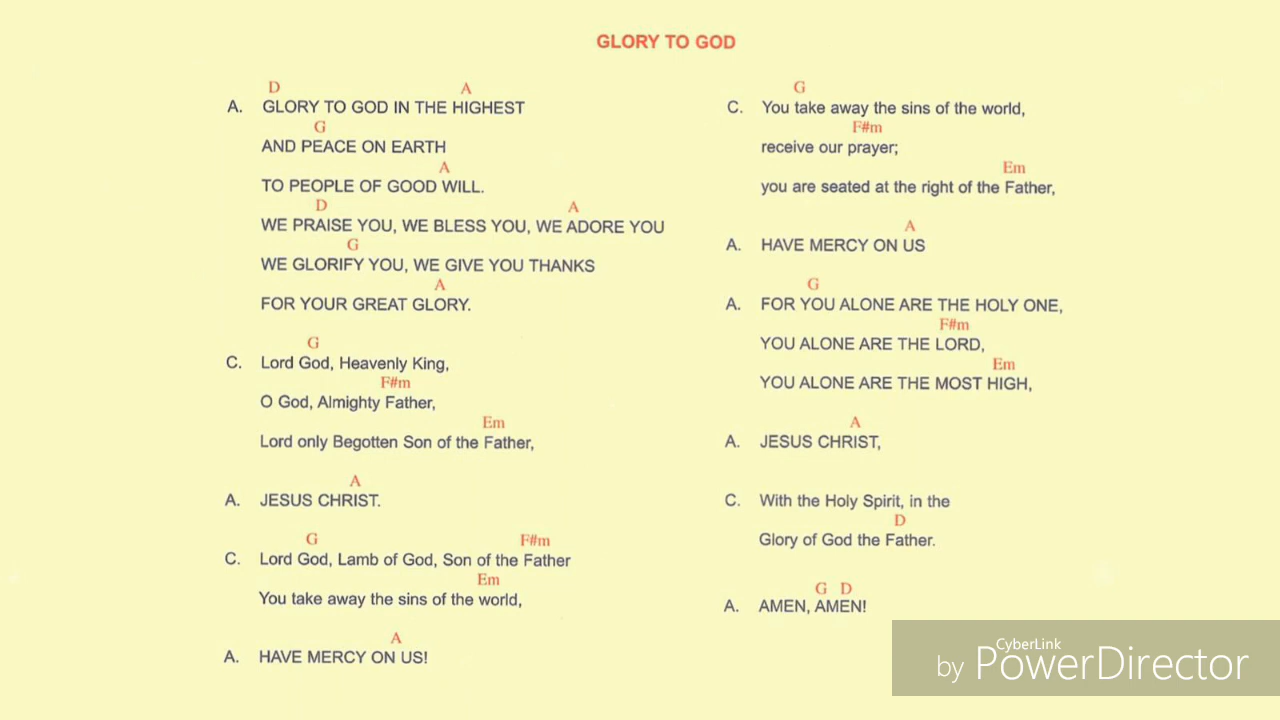 GLORY TO GOD
D A
A. GLORY TO GOD IN THE HIGHEST
G
AND PEACE ON EARTH
A
TO PEOPLE OF GOOD WILL.
D A
WE PRAISE YOU, WE BLESS YOU, WE ADORE YOU
G
WE GLORIFY YOU, WE GIVE YOU THANKS
A
FOR YOUR GREAT GLORY.
G
C. Lord God, Heavenly King,
F#m
O God, Almighty Father,
Em
Lord only Begotten Son of the Father,
A
A. JESUS CHRIST.
G F#m
C. Lord God, Lamb of God, Son of the Father
Em
You take away the sins of the world,
A
A. HAVE MERCY ON US!
G
C. You take away the sins of the world,
F#m
receive our prayer;
Em
you are seated at the right of the Father,
A
A. HAVE MERCY ON US
G
A. FOR YOU ALONE ARE THE HOLY ONE,
F#m
YOU ALONE ARE THE LORD,
Em
YOU ALONE ARE THE MOST HIGH,
A
A. JESUS CHRIST,
C. With the Holy Spirit, in the
D
Glory of God the Father.
G D
A. AMEN, AMEN!
CyberLink
by PowerDirector